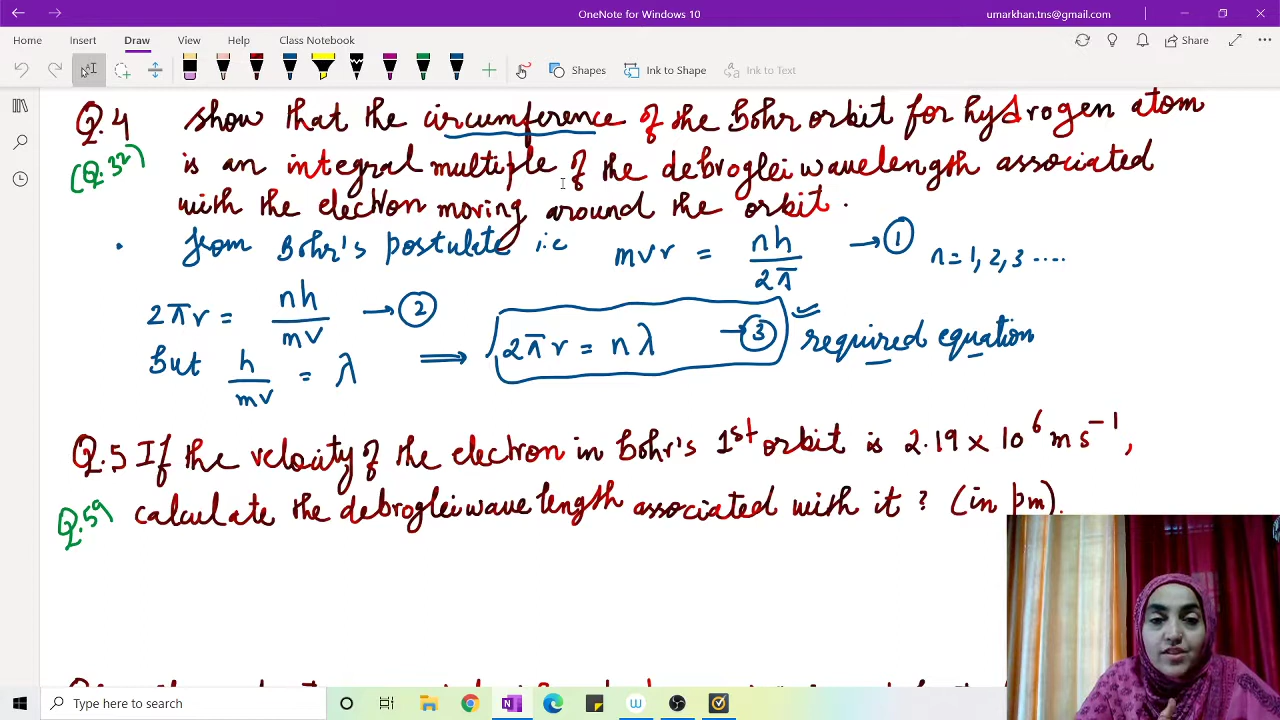 OneNote for Windows 10
umarkhan.tns@gmail.com
Home Insert Draw View Help Class Notebook
Shapes Ink to Shape Ink to Text Share
Q.4 show that the circumference of the Bohr orbit for hydrogen atom
(Q.32) is an integral multiple of the debroglei wavelength associated
with the electron moving around the orbit.
from Bohr's postulate i.e mvr = nh/2π → ① n=1, 2, 3 ....
2πr = nh/mv → ②
But h/mv = λ ⟹ 2πr = nλ → ③ required equation
Q.5 If the velocity of the electron in Bohr's 1st orbit is 2.19 x 10⁶ ms⁻¹,
Q.59 calculate the debroglei wave length associated with it ? (in pm).
Type here to search